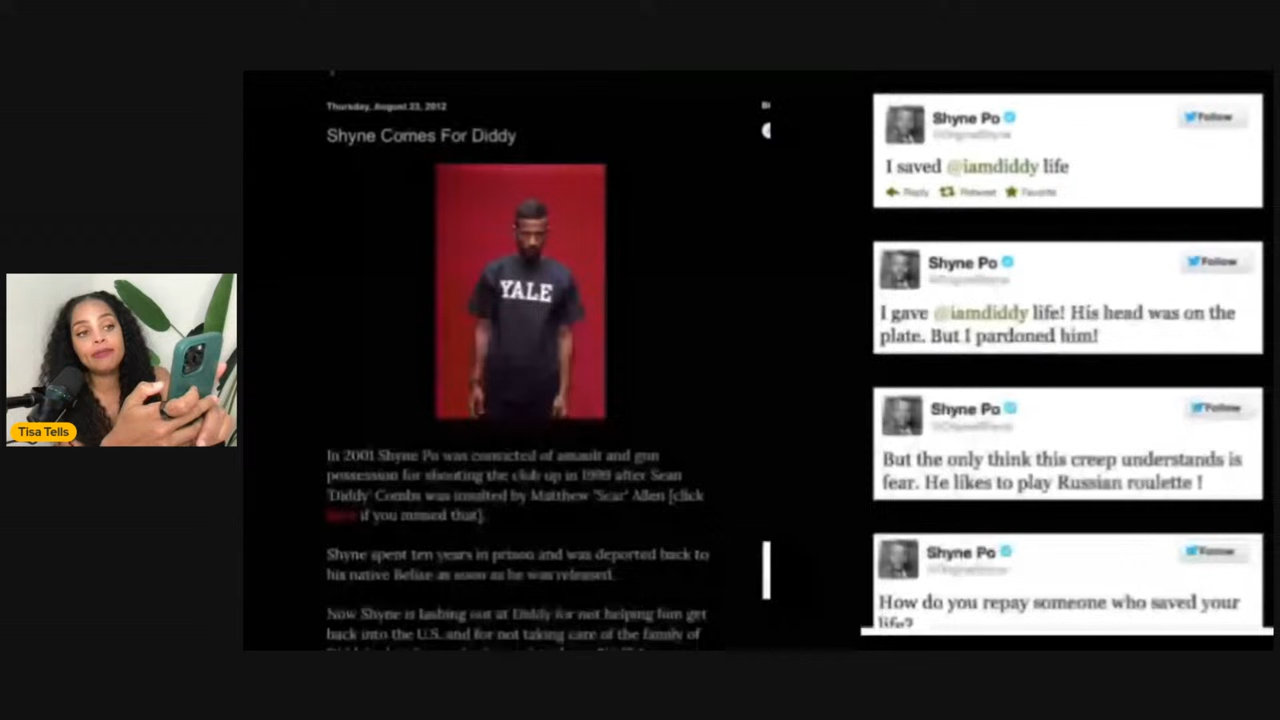 Tisa Tells
Thursday, August 23, 2012
Shyne Comes For Diddy
YALE
In 2001 Shyne Po was convicted of assault and gun
possession for shooting the club up in 1999 after Sean
'Diddy' Combs was insulted by Matthew 'Scar' Allen [click
if you missed that].
Shyne spent ten years in prison and was deported back to
his native Belize as soon as he was released.
Now Shyne is lashing out at Diddy for not helping him get
back into the U.S. and for not taking care of the family of
Shyne Po
Follow
I saved @iamdiddy life
Reply Retweet Favorite
Shyne Po
Follow
I gave @iamdiddy life! His head was on the
plate. But I pardoned him!
Shyne Po
Follow
But the only think this creep understands is
fear. He likes to play Russian roulette !
Shyne Po
Follow
How do you repay someone who saved your
life?